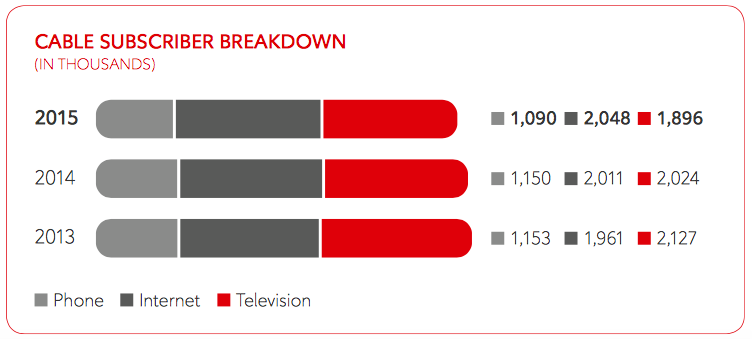 CABLE SUBSCRIBER BREAKDOWN
(IN THOUSANDS)
2015 1,090 2,048 1,896
2014 1,150 2,011 2,024
2013 1,153 1,961 2,127
Phone Internet Television